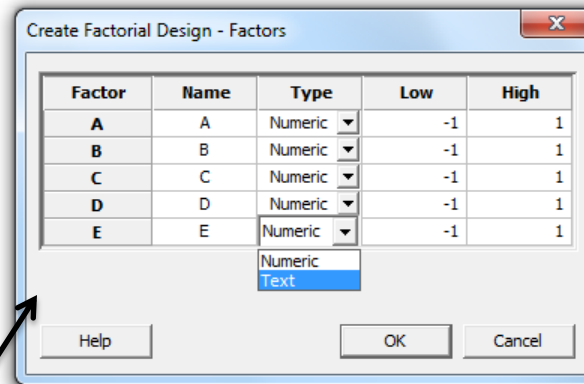 Create Factorial Design - Factors
Factor Name Type Low High
A A Numeric -1 1
B B Numeric -1 1
C C Numeric -1 1
D D Numeric -1 1
E E Numeric -1 1
Numeric
Text
Help OK Cancel